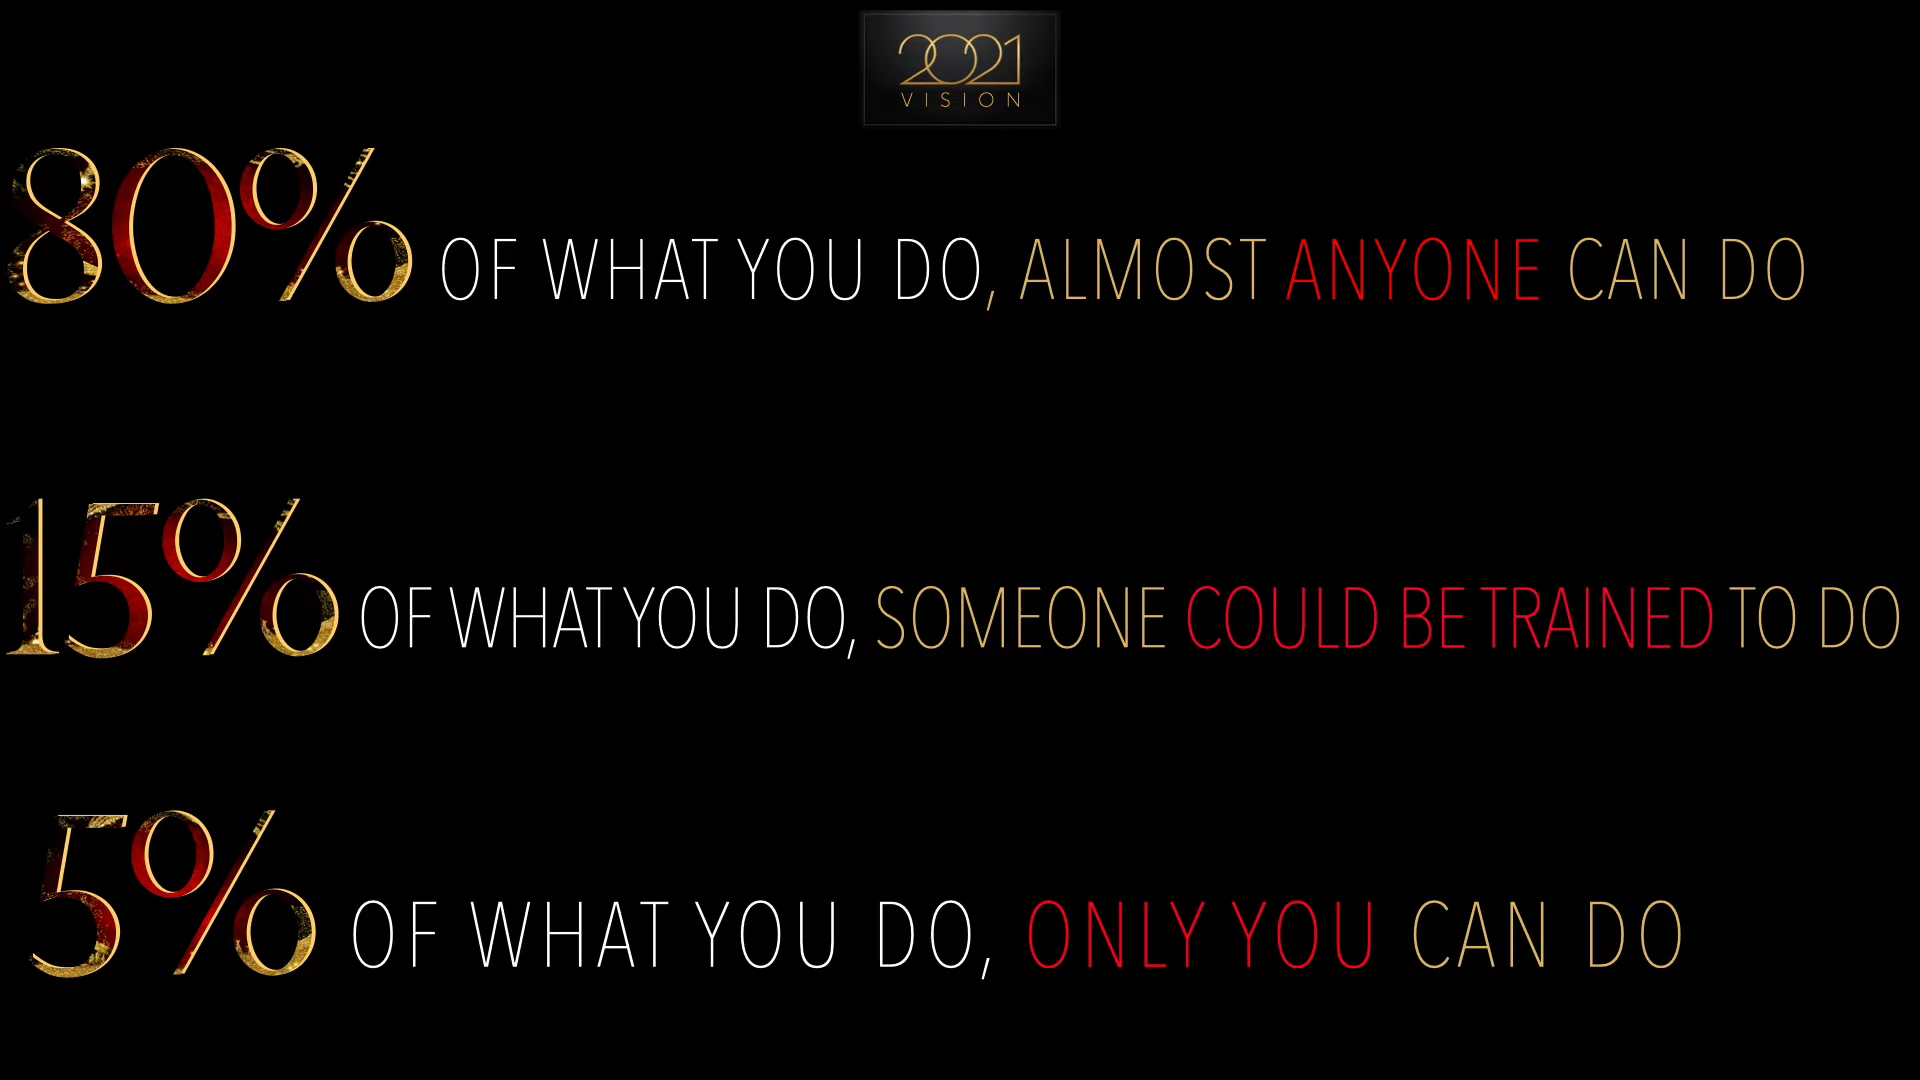 2021
VISION
80% OF WHAT YOU DO, ALMOST ANYONE CAN DO
15% OF WHAT YOU DO, SOMEONE COULD BE TRAINED TO DO
5% OF WHAT YOU DO, ONLY YOU CAN DO